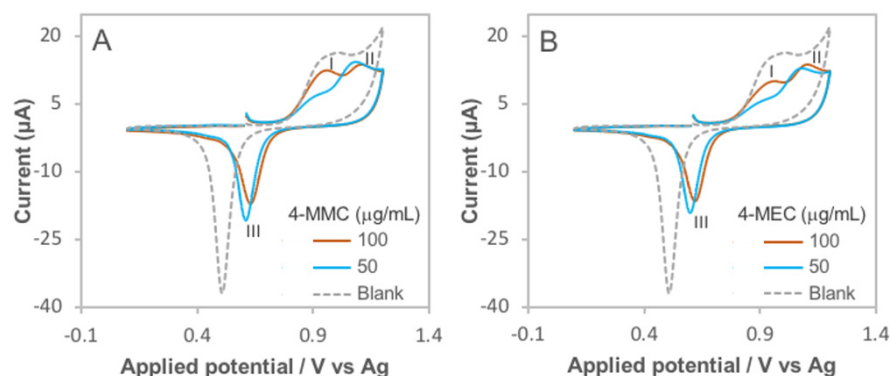 A
20
5
-10
-25
-40
Current (μA)
I
II
III
4-MMC (μg/mL)
100
50
Blank
-0.1
0.4
0.9
1.4
Applied potential / V vs Ag
B
20
5
-10
-25
-40
Current (μA)
I
II
III
4-MEC (μg/mL)
100
50
Blank
-0.1
0.4
0.9
1.4
Applied potential / V vs Ag